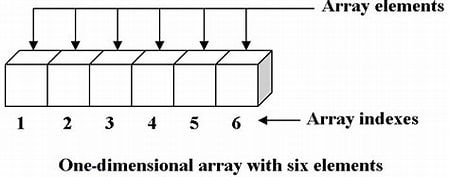 Array elements
1 2 3 4 5 6
Array indexes
One-dimensional array with six elements